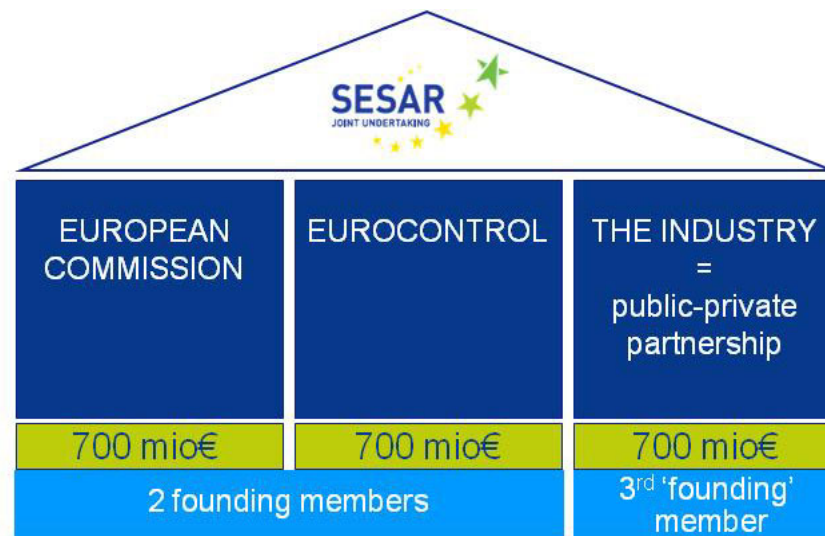 SESAR
JOINT UNDERTAKING
EUROPEAN
COMMISSION
EUROCONTROL
THE INDUSTRY
=
public-private
partnership
700 mio€
700 mio€
700 mio€
2 founding members
3rd ‘founding’
member